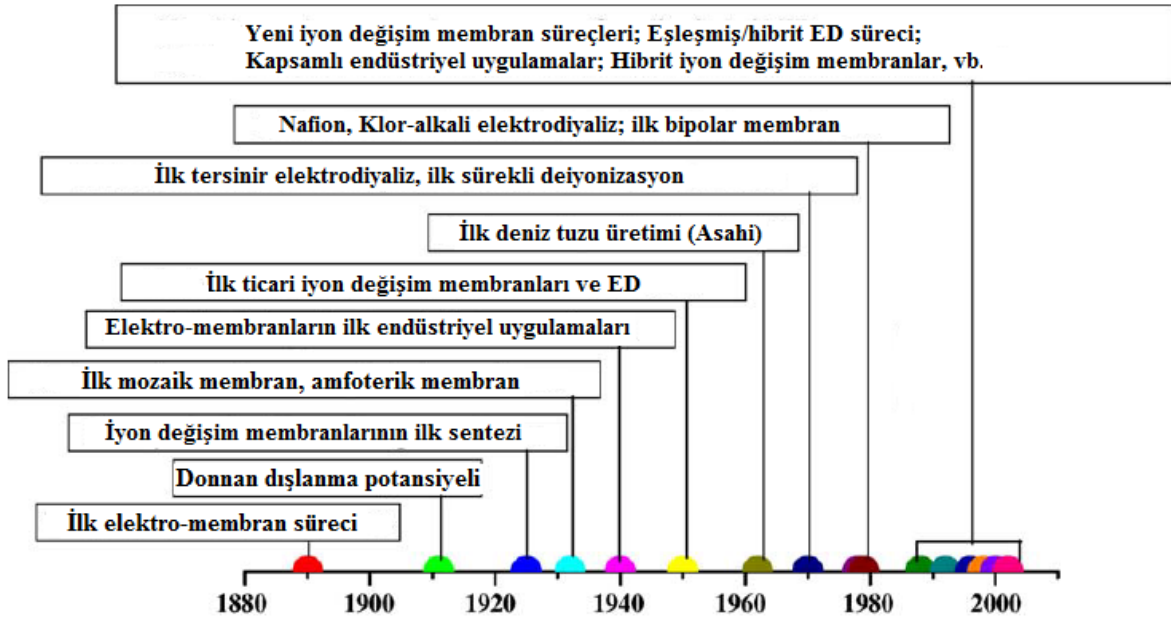 Yeni iyon değişim membran süreçleri; Eşleşmiş/hibrit ED süreci;
Kapsamlı endüstriyel uygulamalar; Hibrit iyon değişim membranlar, vb.
Nafion, Klor-alkali elektrodiyaliz; ilk bipolar membran
İlk tersinir elektrodiyaliz, ilk sürekli deiyonizasyon
İlk deniz tuzu üretimi (Asahi)
İlk ticari iyon değişim membranları ve ED
Elektro-membranların ilk endüstriyel uygulamaları
İlk mozaik membran, amfoterik membran
İyon değişim membranlarının ilk sentezi
Donnan dışlanma potansiyeli
İlk elektro-membran süreci
1880 1900 1920 1940 1960 1980 2000